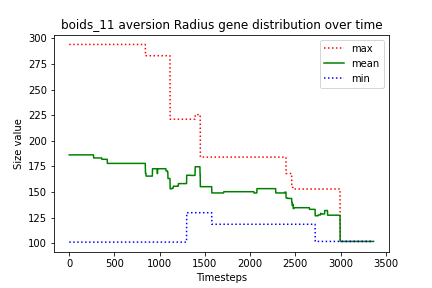 boids_11 aversion Radius gene distribution over time
300
275
250
225
200
175
150
125
100
Size value
max
mean
min
0
500
1000
1500
2000
2500
3000
3500
Timesteps